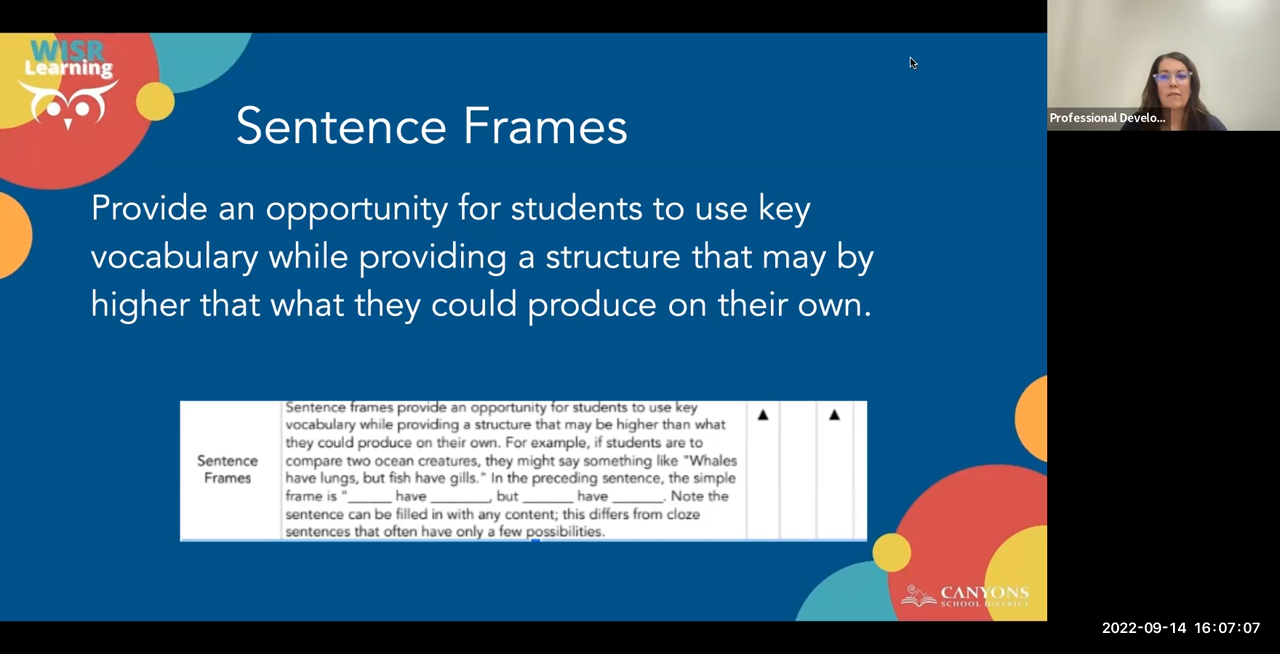 WISR
Learning
Sentence Frames
Provide an opportunity for students to use key
vocabulary while providing a structure that may by
higher that what they could produce on their own.
Sentence
Frames
Sentence frames provide an opportunity for students to use key
vocabulary while providing a structure that may be higher than what
they could produce on their own. For example, if students are to
compare two ocean creatures, they might say something like "Whales
have lungs, but fish have gills." In the preceding sentence, the simple
frame is "______ have ________, but _______ have _______. Note the
sentence can be filled in with any content; this differs from cloze
sentences that often have only a few possibilities.
CANYONS
SCHOOL DISTRICT
Professional Develo...
2022-09-14 16:07:07